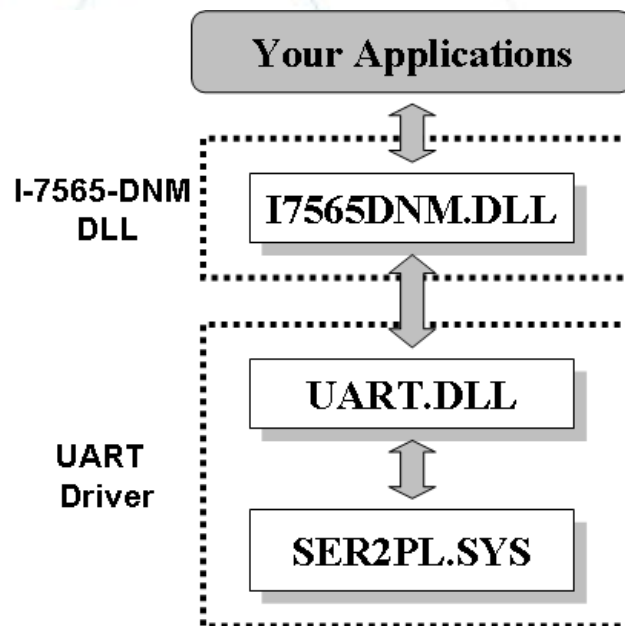 Your Applications
I-7565-DNM
DLL
I7565DNM.DLL
UART.DLL
UART
Driver
SER2PL.SYS